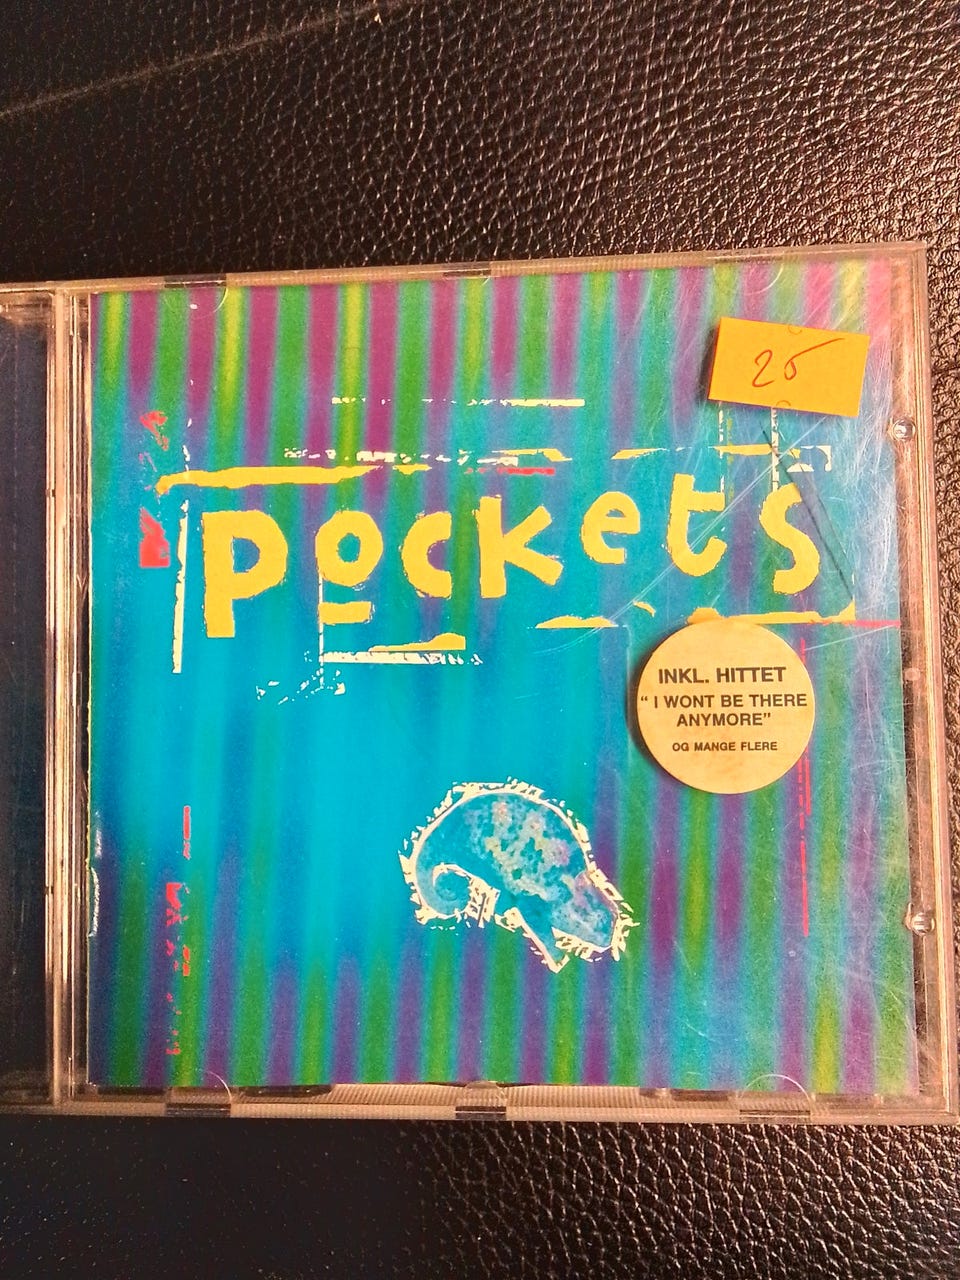 25
pockets
INKL. HITTET
“ I WONT BE THERE
ANYMORE”
OG MANGE FLERE